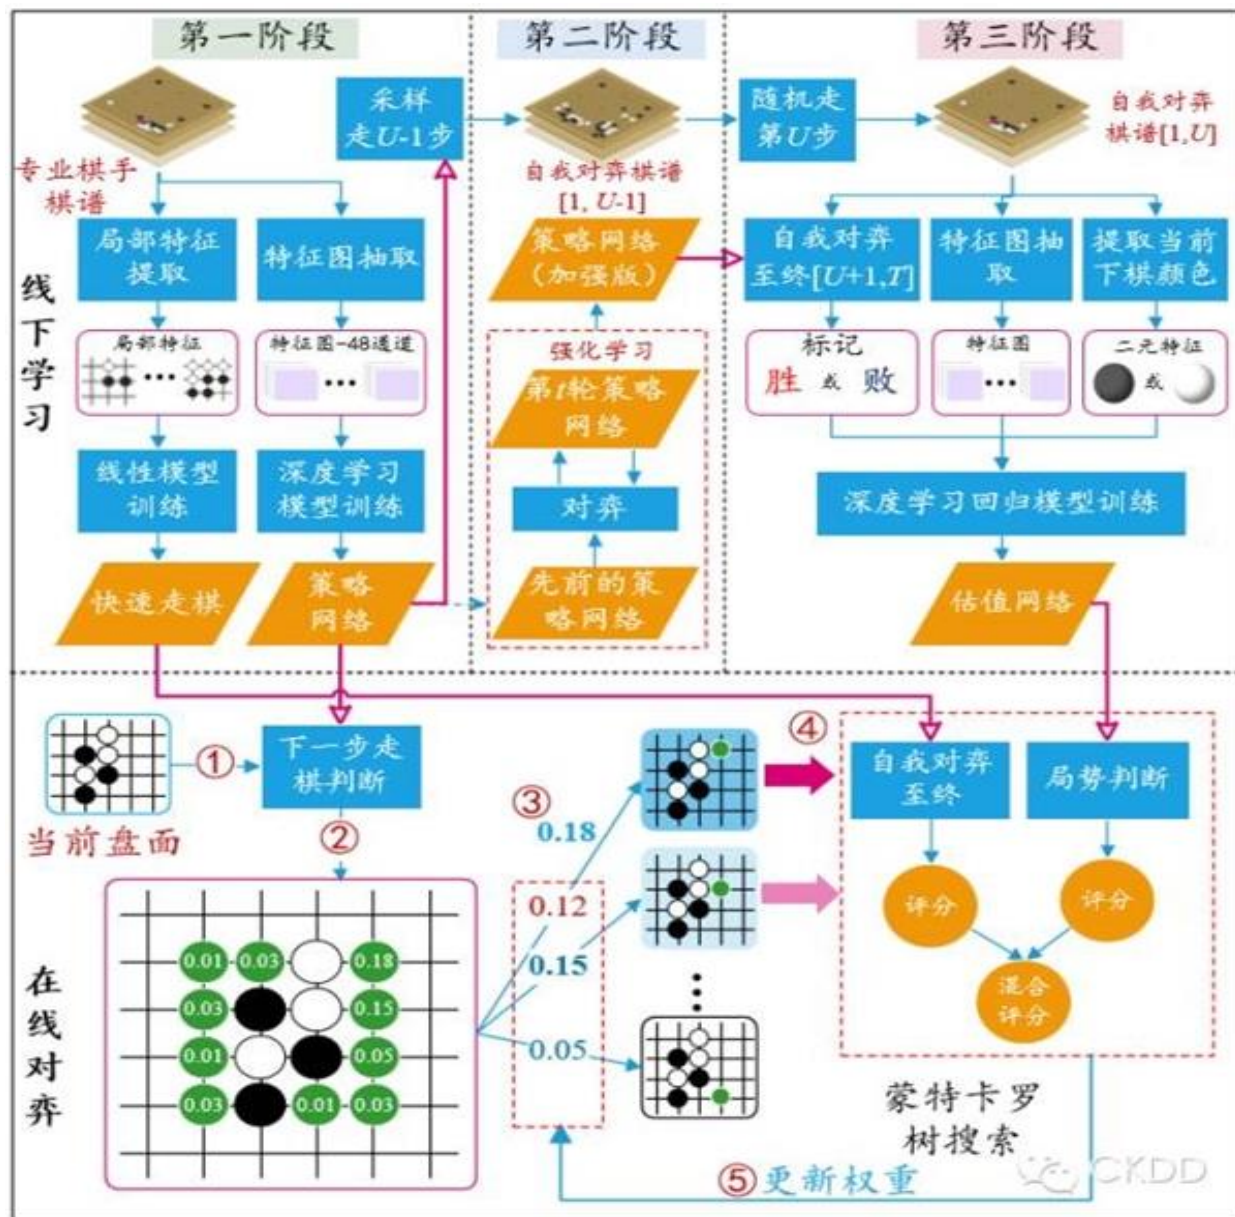 第一阶段
第二阶段
第三阶段
专业棋手
棋谱
采样
走U-1步
自我对弈棋谱
[1, U-1]
随机走
第U步
自我对弈
棋谱[1,U]
线下学习
局部特征
提取
特征图抽取
局部特征
•••
特征图-48通道
•••
线性模型
训练
深度学习
模型训练
快速走棋
策略
网络
策略网络
(加强版)
强化学习
第t轮策略
网络
对弈
先前的策
略网络
自我对弈
至终[U+1,T]
特征图抽
取
提取当前
下棋颜色
标记
胜 或 败
特征图
•••
二元特征
或
深度学习回归模型训练
估值网络
在线对弈
当前盘面
①
下一步走
棋判断
②
0.01 0.03 0.18
0.03 0.15
0.01 0.05
0.03 0.01 0.03
③
0.18
0.12
0.15
0.05
④
自我对弈
至终
局势判断
评分
评分
混合
评分
蒙特卡罗
树搜索
⑤更新权重
CKDD